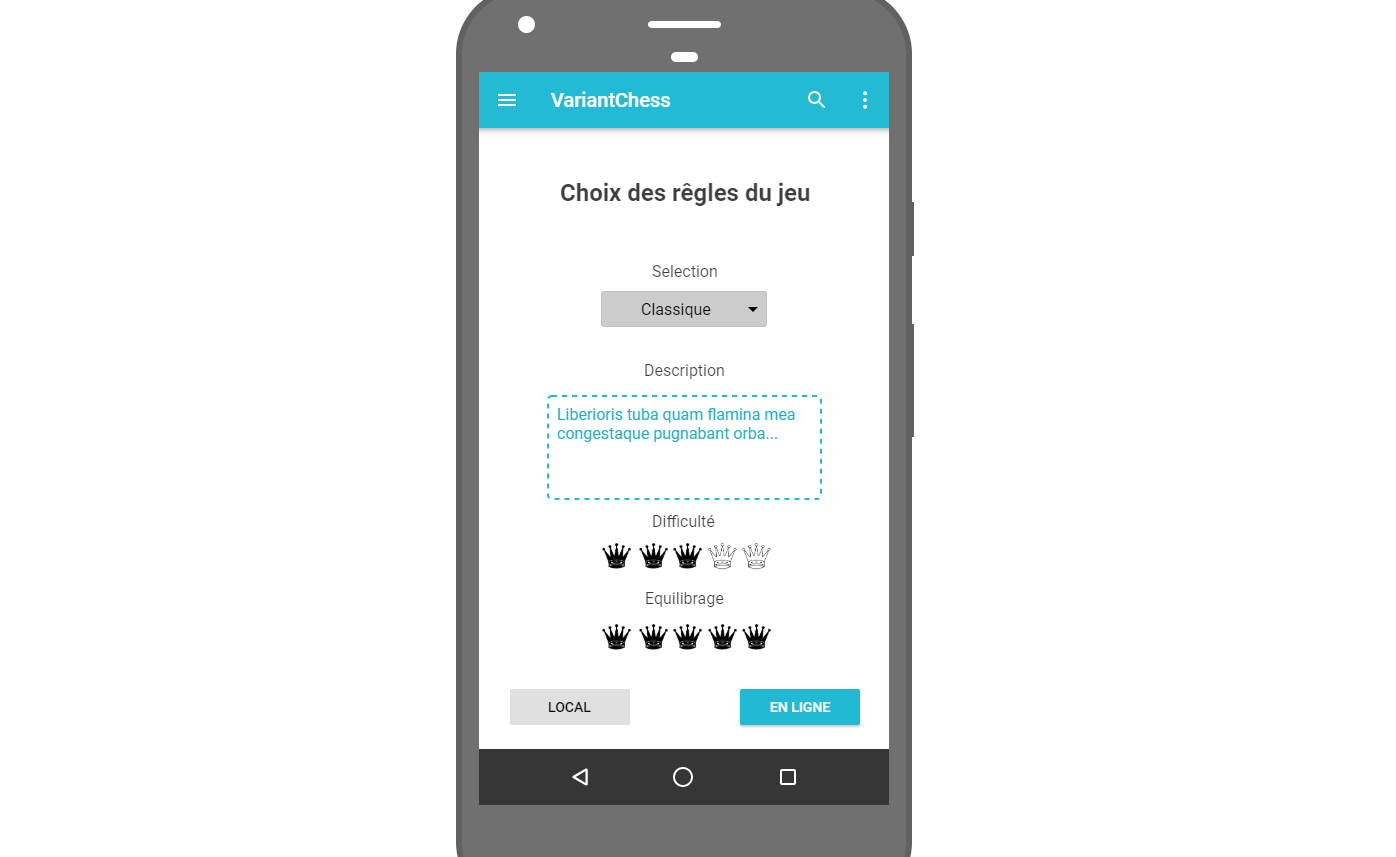 VariantChess
Choix des rêgles du jeu
Selection
Classique
Description
Liberioris tuba quam flamina mea
congestaque pugnabant orba...
Difficulté
Equilibrage
LOCAL
EN LIGNE